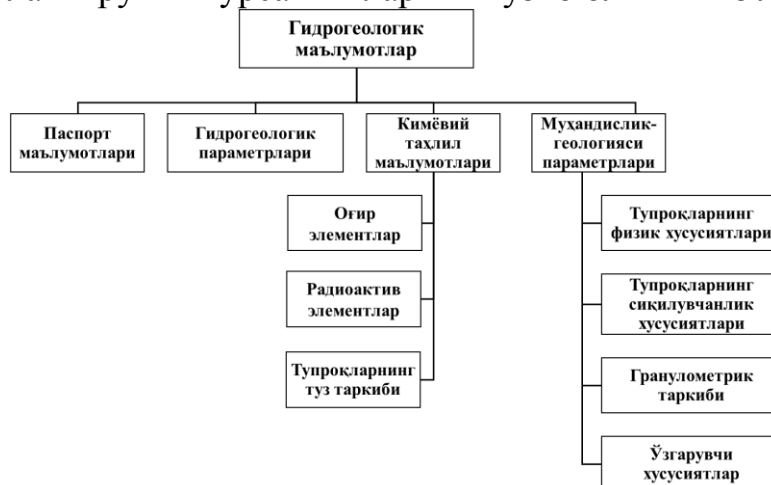 Гидрогеологик
маълумотлар
Паспорт
маълумотлари
Гидрогеологик
параметрлари
Кимёвий
таҳлил
маълумотлари
Муҳандислик-
геологияси
параметрлари
Оғир
элементлар
Радиоактив
элементлар
Тупроқларнинг
туз таркиби
Тупроқларнинг
физик хусусиятлари
Тупроқларнинг
сиқилувчанлик
хусусиятлари
Гранулометрик
таркиби
Ўзгарувчи
хусусиятлар